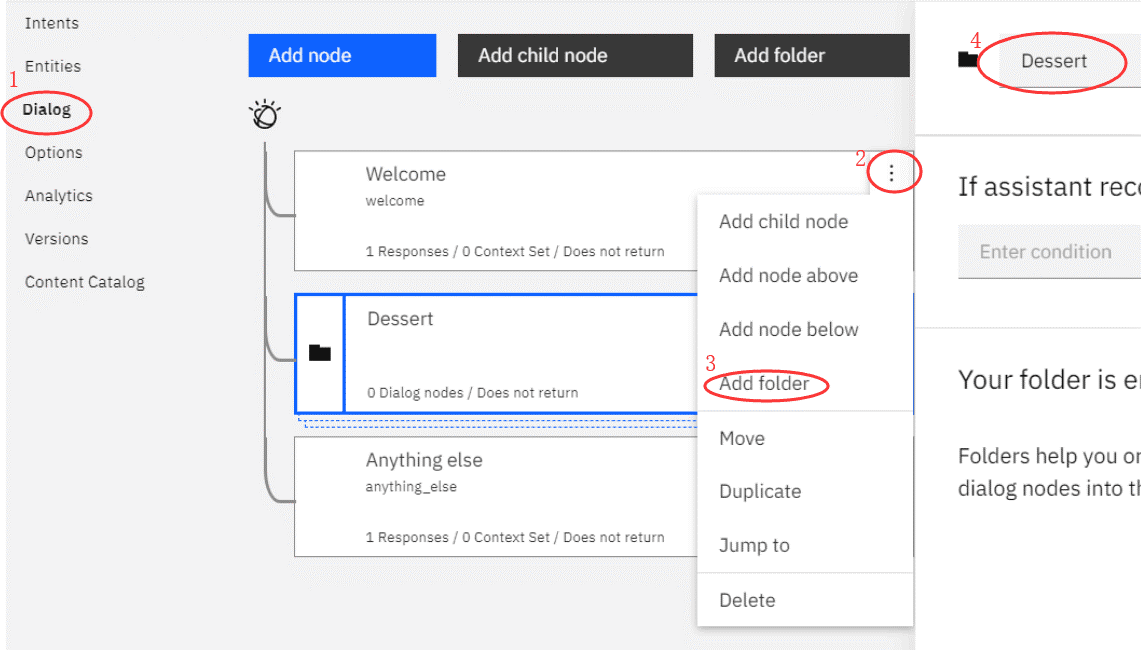 Intents
Entities
1
Dialog
Options
Analytics
Versions
Content Catalog
Add node
Add child node
Add folder
Welcome
welcome
1 Responses / 0 Context Set / Does not return
Dessert
0 Dialog nodes / Does not return
Anything else
anything_else
1 Responses / 0 Context Set / Does not return
2
Add child node
Add node above
Add node below
3
Add folder
Move
Duplicate
Jump to
Delete
4
Dessert
If assistant rec
Enter condition
Your folder is e
Folders help you or
dialog nodes into th